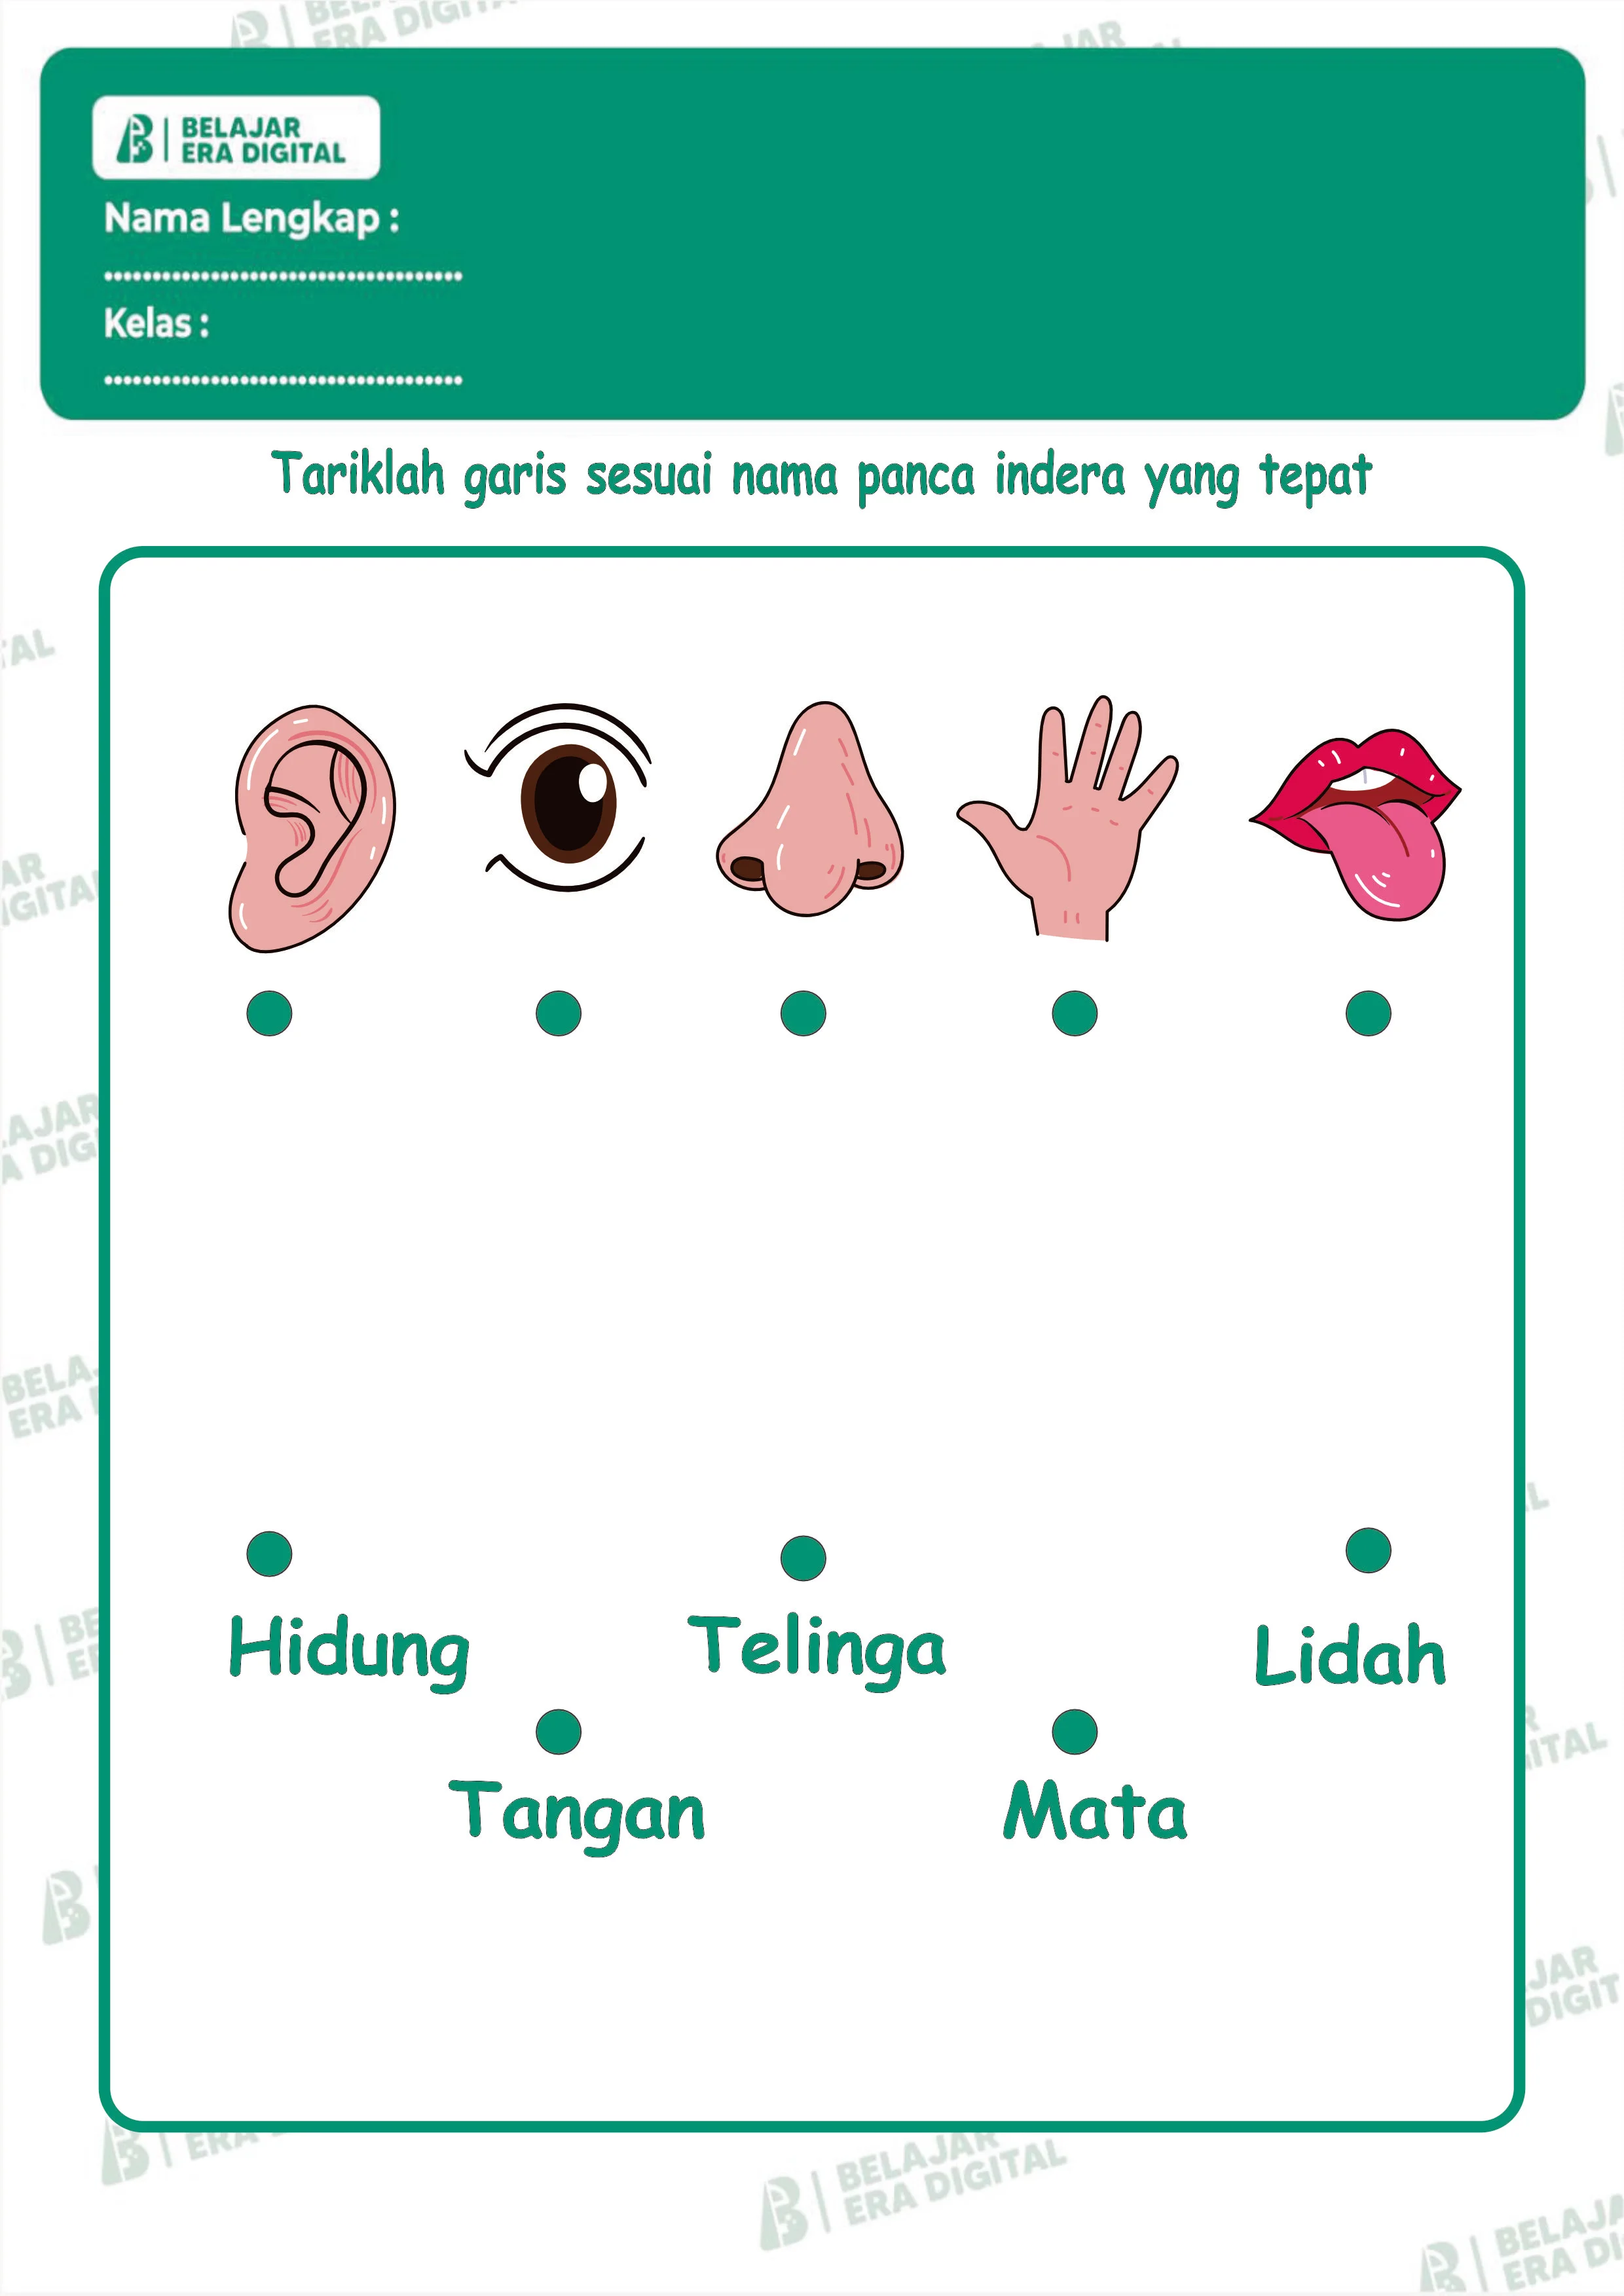 BELAJAR
ERA DIGITAL
Nama Lengkap :
.....................................
Kelas :
.....................................
Tariklah garis sesuai nama panca indera yang tepat
Hidung
Telinga
Lidah
Tangan
Mata
BELAJAR
ERA DIGITAL